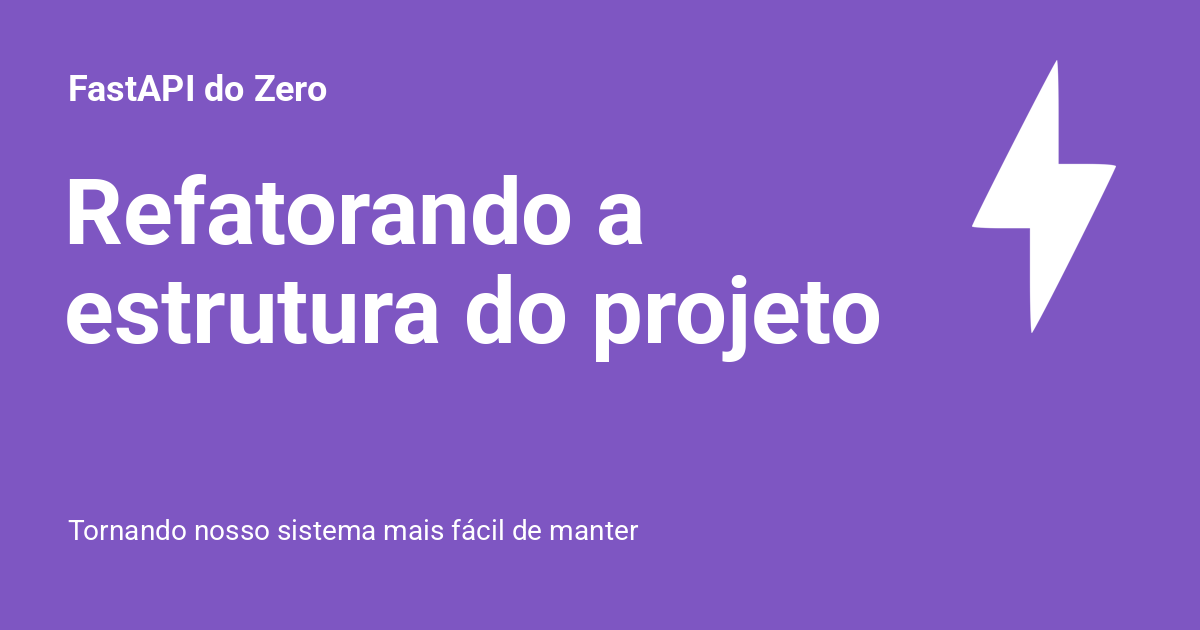 FastAPI do Zero
Refatorando a
estrutura do projeto
Tornando nosso sistema mais fácil de manter